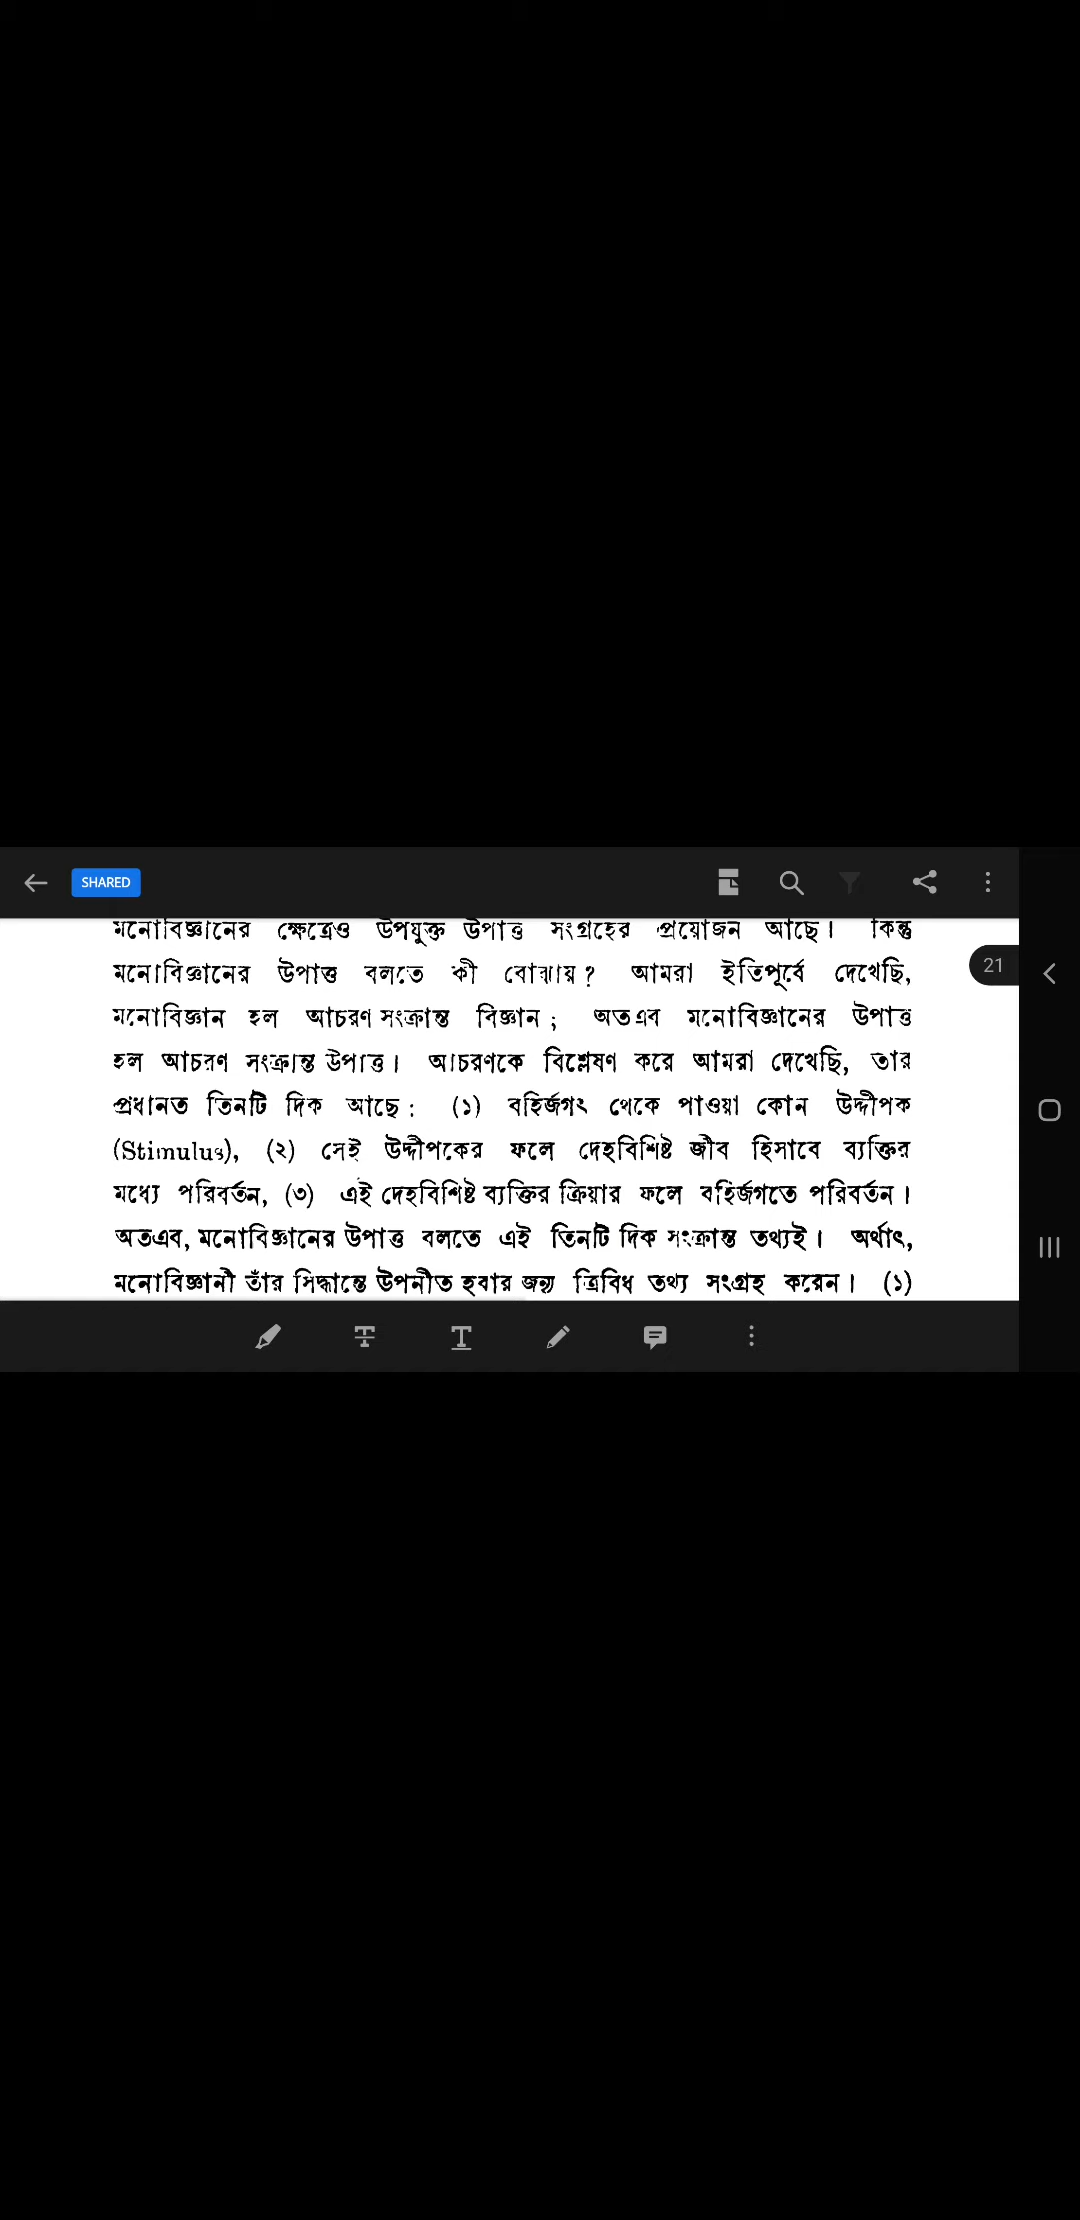 SHARED
মনোবিজ্ঞানের ক্ষেত্রেও উপযুক্ত উপাত্ত সংগ্রহের প্রয়োজন আছে। কিন্তু
21
মনোবিজ্ঞানের উপাত্ত বলতে কী বোঝায়? আমরা ইতিপূর্বে দেখেছি,
মনোবিজ্ঞান হল আচরণ সংক্রান্ত বিজ্ঞান; অতএব মনোবিজ্ঞানের উপাত্ত
হল আচরণ সংক্রান্ত উপাত্ত। আচরণকে বিশ্লেষণ করে আমরা দেখেছি, তার
প্রধানত তিনটি দিক আছে: (১) বহির্জগৎ থেকে পাওয়া কোন উদ্দীপক
(Stimulus), (২) সেই উদ্দীপকের ফলে দেহবিশিষ্ট জীব হিসাবে ব্যক্তির
মধ্যে পরিবর্তন, (৩) এই দেহবিশিষ্ট ব্যক্তির ক্রিয়ার ফলে বহির্জগতে পরিবর্তন।
অতএব, মনোবিজ্ঞানের উপাত্ত বলতে এই তিনটি দিক সংক্রান্ত তথ্যই। অর্থাৎ,
মনোবিজ্ঞানী তাঁর সিদ্ধান্তে উপনীত হবার জন্য ত্রিবিধ তথ্য সংগ্রহ করেন। (১)